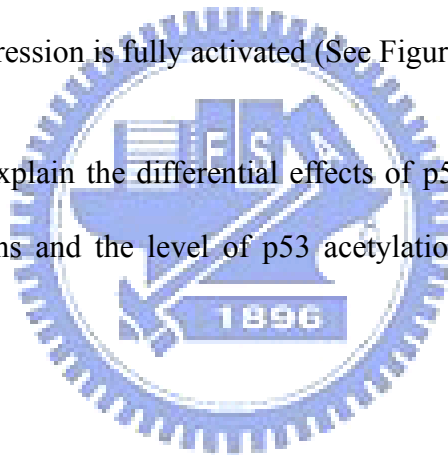 ression is fully activated (See Figur
ES
xplain the differential effects of p5
ns and the level of p53 acetylatio
1896